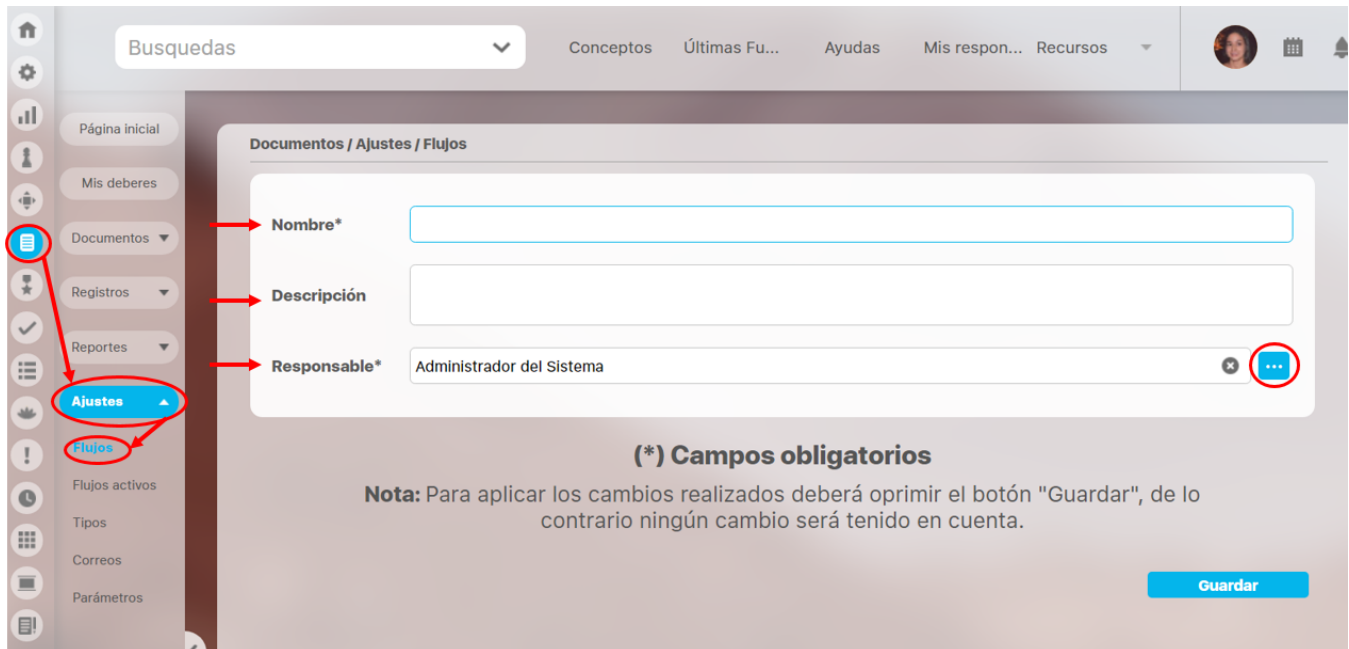 Busquedas
Conceptos
Últimas Fu...
Ayudas
Mis respon...
Recursos
Página inicial
Mis deberes
Documentos
Registros
Reportes
Ajustes
Flujos
Flujos activos
Tipos
Correos
Parámetros
Documentos / Ajustes / Flujos
Nombre*
Descripción
Responsable*
Administrador del Sistema
(*) Campos obligatorios
Nota: Para aplicar los cambios realizados deberá oprimir el botón "Guardar", de lo
contrario ningún cambio será tenido en cuenta.
Guardar